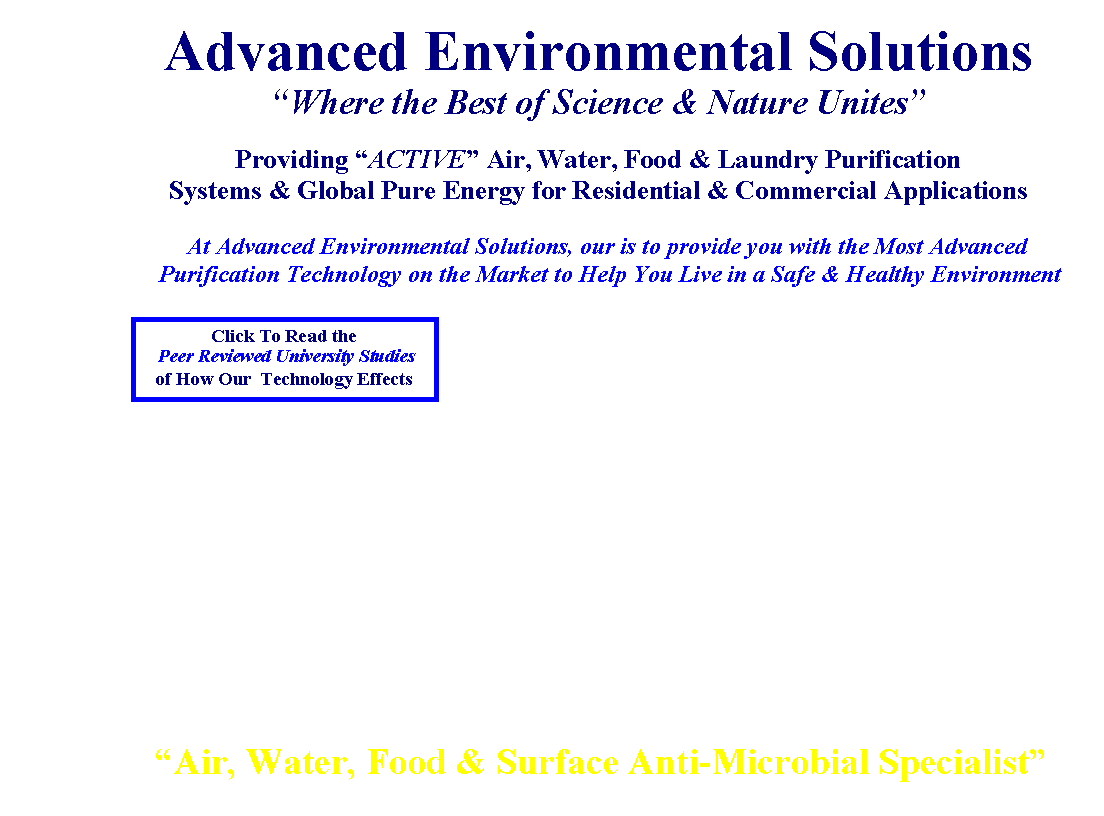 Advanced Environmental Solutions
“Where the Best of Science & Nature Unites”
Providing “ACTIVE” Air, Water, Food & Laundry Purification
Systems & Global Pure Energy for Residential & Commercial Applications
At Advanced Environmental Solutions, our is to provide you with the Most Advanced
Purification Technology on the Market to Help You Live in a Safe & Healthy Environment
Click To Read the
Peer Reviewed University Studies
of How Our  Technology Effects
“Air, Water, Food & Surface Anti-Microbial Specialist”